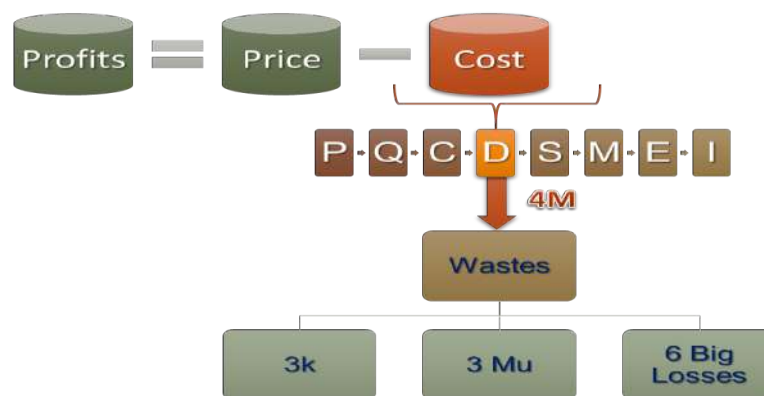 Profits = Price − Cost
P Q C D S M E I
4M
Wastes
3k
3 Mu
6 Big
Losses